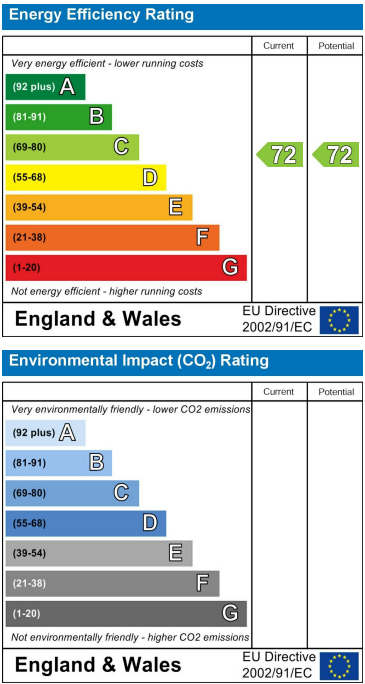 Energy Efficiency Rating
Current Potential
Very energy efficient - lower running costs
(92 plus) A
(81-91) B
(69-80) C 72 72
(55-68) D
(39-54) E
(21-38) F
(1-20) G
Not energy efficient - higher running costs
England & Wales
EU Directive
2002/91/EC
Environmental Impact (CO₂) Rating
Current Potential
Very environmentally friendly - lower CO2 emissions
(92 plus) A
(81-91) B
(69-80) C
(55-68) D
(39-54) E
(21-38) F
(1-20) G
Not environmentally friendly - higher CO2 emissions
England & Wales
EU Directive
2002/91/EC